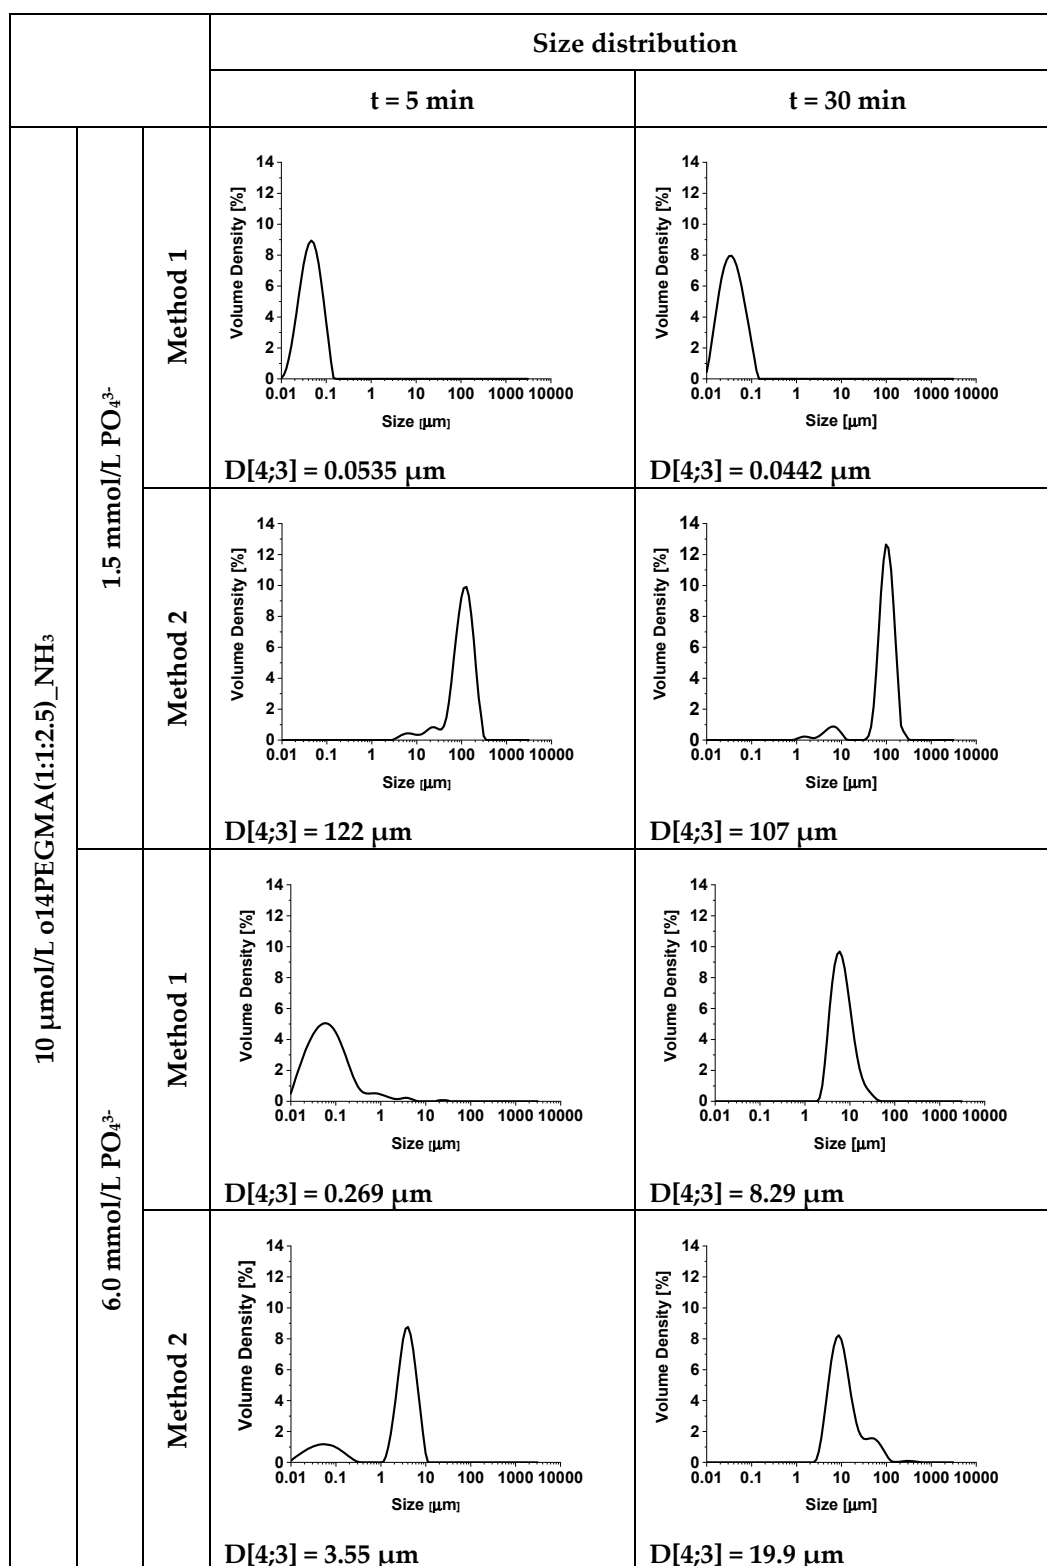 Size distribution
t = 5 min
t = 30 min
10 μmol/L o14PEGMA(1:1:2.5)_NH₃
1.5 mmol/L PO₄³⁻
Method 1
14
12
10
8
6
4
2
0
Volume Density [%]
0.01 0.1 1 10 100 1000 10000
Size [μm]
D[4;3] = 0.0535 μm
14
12
10
8
6
4
2
0
Volume Density [%]
0.01 0.1 1 10 100 1000 10000
Size [μm]
D[4;3] = 0.0442 μm
Method 2
14
12
10
8
6
4
2
0
Volume Density [%]
0.01 0.1 1 10 100 1000 10000
Size [μm]
D[4;3] = 122 μm
14
12
10
8
6
4
2
0
Volume Density [%]
0.01 0.1 1 10 100 1000 10000
Size [μm]
D[4;3] = 107 μm
6.0 mmol/L PO₄³⁻
Method 1
14
12
10
8
6
4
2
0
Volume Density [%]
0.01 0.1 1 10 100 1000 10000
Size [μm]
D[4;3] = 0.269 μm
14
12
10
8
6
4
2
0
Volume Density [%]
0.01 0.1 1 10 100 1000 10000
Size [μm]
D[4;3] = 8.29 μm
Method 2
14
12
10
8
6
4
2
0
Volume Density [%]
0.01 0.1 1 10 100 1000 10000
Size [μm]
D[4;3] = 3.55 μm
14
12
10
8
6
4
2
0
Volume Density [%]
0.01 0.1 1 10 100 1000 10000
Size [μm]
D[4;3] = 19.9 μm